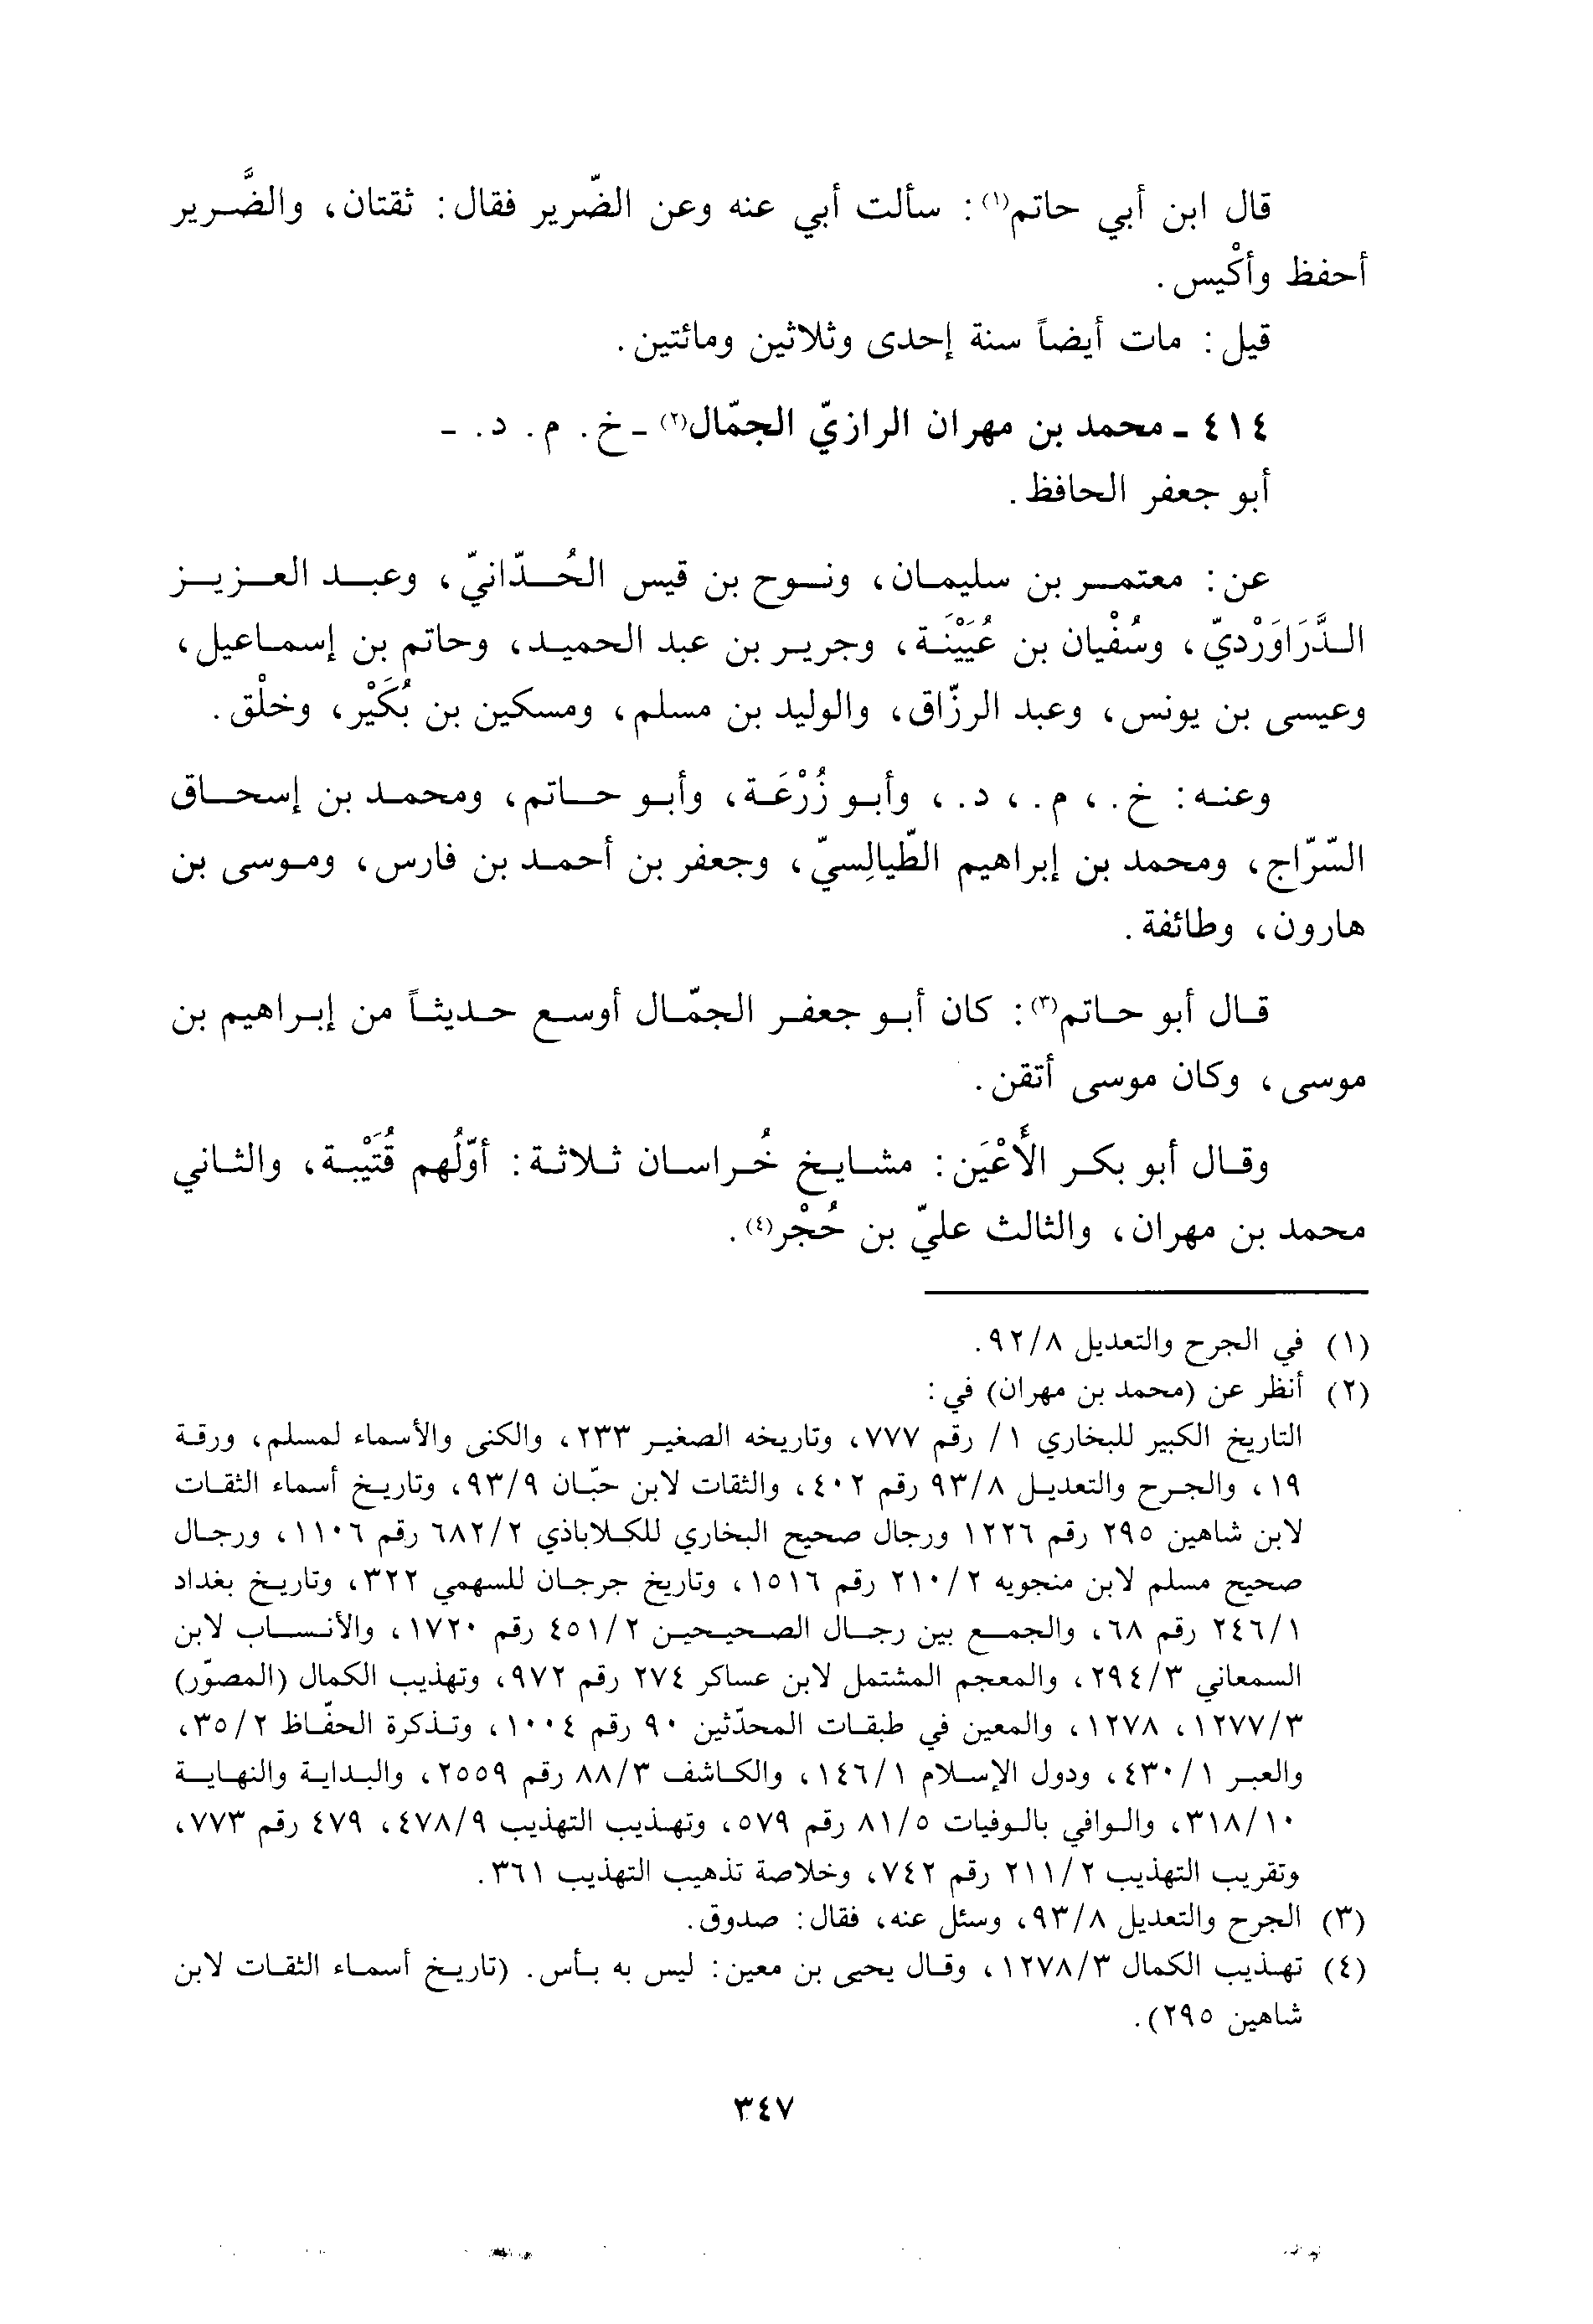 قال ابن أبي حاتم(١): سألت أبي عنه وعن الضّرير فقال: ثقتان، والضَّرير
أحفظ وأكْيس.
قيل: مات أيضاً سنة إحدى وثلاثين ومائتين.
٤١٤ - محمد بن مهران الرازيّ الجمّال(٢) - خ. م. د. -
أبو جعفر الحافظ.
عن: معتمر بن سليمان، ونوح بن قيس الحُدّانيّ، وعبد العزيز
الدَّرَاوَرْديّ، وسُفْيان بن عُيَيْنَة، وجرير بن عبد الحميد، وحاتم بن إسماعيل،
وعيسى بن يونس، وعبد الرزّاق، والوليد بن مسلم، ومسكين بن بُكَيْر، وخلْق.
وعنه: خ.، م.، د.، وأبو زُرْعَة، وأبو حاتم، ومحمد بن إسحاق
السّرّاج، ومحمد بن إبراهيم الطّيالِسيّ، وجعفر بن أحمد بن فارس، وموسى بن
هارون، وطائفة.
قال أبو حاتم(٣): كان أبو جعفر الجمّال أوسع حديثاً من إبراهيم بن
موسى، وكان موسى أتقن.
وقال أبو بكر الأَعْيَن: مشايخ خُراسان ثلاثة: أوّلُهم قُتَيْبة، والثاني
محمد بن مهران، والثالث عليّ بن حُجْر(٤).
(١) في الجرح والتعديل ٩٢/٨.
(٢) أنظر عن (محمد بن مهران) في:
التاريخ الكبير للبخاري ١/ رقم ٧٧٧، وتاريخه الصغير ٢٣٣، والكنى والأسماء لمسلم، ورقة
١٩، والجرح والتعديل ٩٣/٨ رقم ٤٠٢، والثقات لابن حبّان ٩٣/٩، وتاريخ أسماء الثقات
لابن شاهين ٢٩٥ رقم ١٢٢٦ ورجال صحيح البخاري للكلاباذي ٦٨٢/٢ رقم ١١٠٦، ورجال
صحيح مسلم لابن منجويه ٢١٠/٢ رقم ١٥١٦، وتاريخ جرجان للسهمي ٣٢٢، وتاريخ بغداد
٢٤٦/١ رقم ٦٨، والجمع بين رجال الصحيحين ٤٥١/٢ رقم ١٧٢٠، والأنساب لابن
السمعاني ٢٩٤/٣، والمعجم المشتمل لابن عساكر ٢٧٤ رقم ٩٧٢، وتهذيب الكمال (المصوّر)
١٢٧٧/٣، ١٢٧٨، والمعين في طبقات المحدّثين ٩٠ رقم ١٠٠٤، وتذكرة الحفّاظ ٣٥/٢،
والعبر ٤٣٠/١، ودول الإسلام ١٤٦/١، والكاشف ٨٨/٣ رقم ٢٥٥٩، والبداية والنهاية
٣١٨/١٠، والوافي بالوفيات ٨١/٥ رقم ٥٧٩، وتهذيب التهذيب ٤٧٨/٩، ٤٧٩ رقم ٧٧٣،
وتقريب التهذيب ٢١١/٢ رقم ٧٤٢، وخلاصة تذهيب التهذيب ٣٦١.
(٣) الجرح والتعديل ٩٣/٨، وسئل عنه، فقال: صدوق.
(٤) تهذيب الكمال ١٢٧٨/٣، وقال يحيى بن معين: ليس به بأس. (تاريخ أسماء الثقات لابن
شاهين ٢٩٥).
٣٤٧